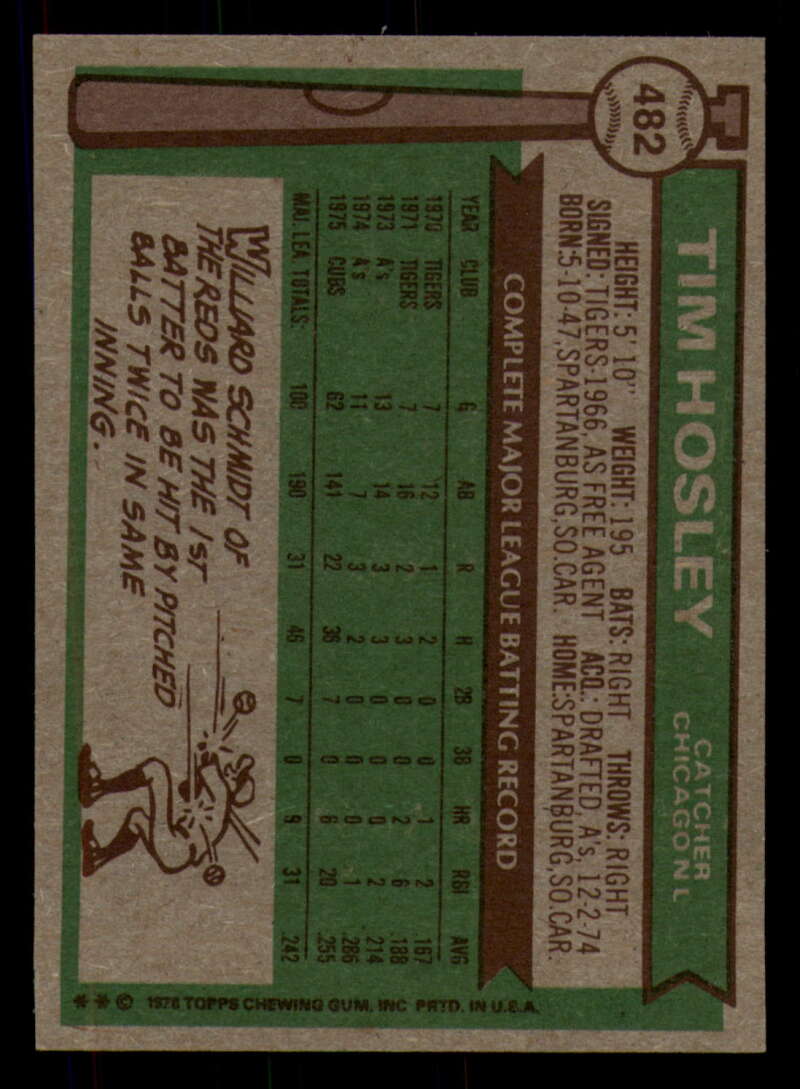 482
TIM HOSLEY
CATCHER
CHICAGO N L
HEIGHT: 5' 10" WEIGHT: 195 BATS: RIGHT THROWS: RIGHT
SIGNED: TIGERS-1966, AS FREE AGENT ACQ.: DRAFTED, A's, 12-2-74
BORN:5-10-47,SPARTANBURG,SO.CAR. HOME:SPARTANBURG,SO.CAR.
COMPLETE MAJOR LEAGUE BATTING RECORD
YEAR CLUB G AB R H 2B 3B HR RBI AVG
1970 TIGERS 7 12 1 2 0 0 1 2 .167
1971 TIGERS 7 16 2 3 0 0 2 6 .188
1973 A's 13 14 3 3 0 0 0 2 .214
1974 A's 11 7 3 2 0 0 0 1 .286
1975 CUBS 62 141 22 36 7 0 6 20 .255
MAJ. LEA. TOTALS: 100 190 31 46 7 0 9 31 .242
WILLARD SCHMIDT OF
THE REDS WAS THE 1ST
BATTER TO BE HIT BY PITCHED
BALLS TWICE IN SAME
INNING.
** © 1976 TOPPS CHEWING GUM, INC PRTD. IN U.S.A.